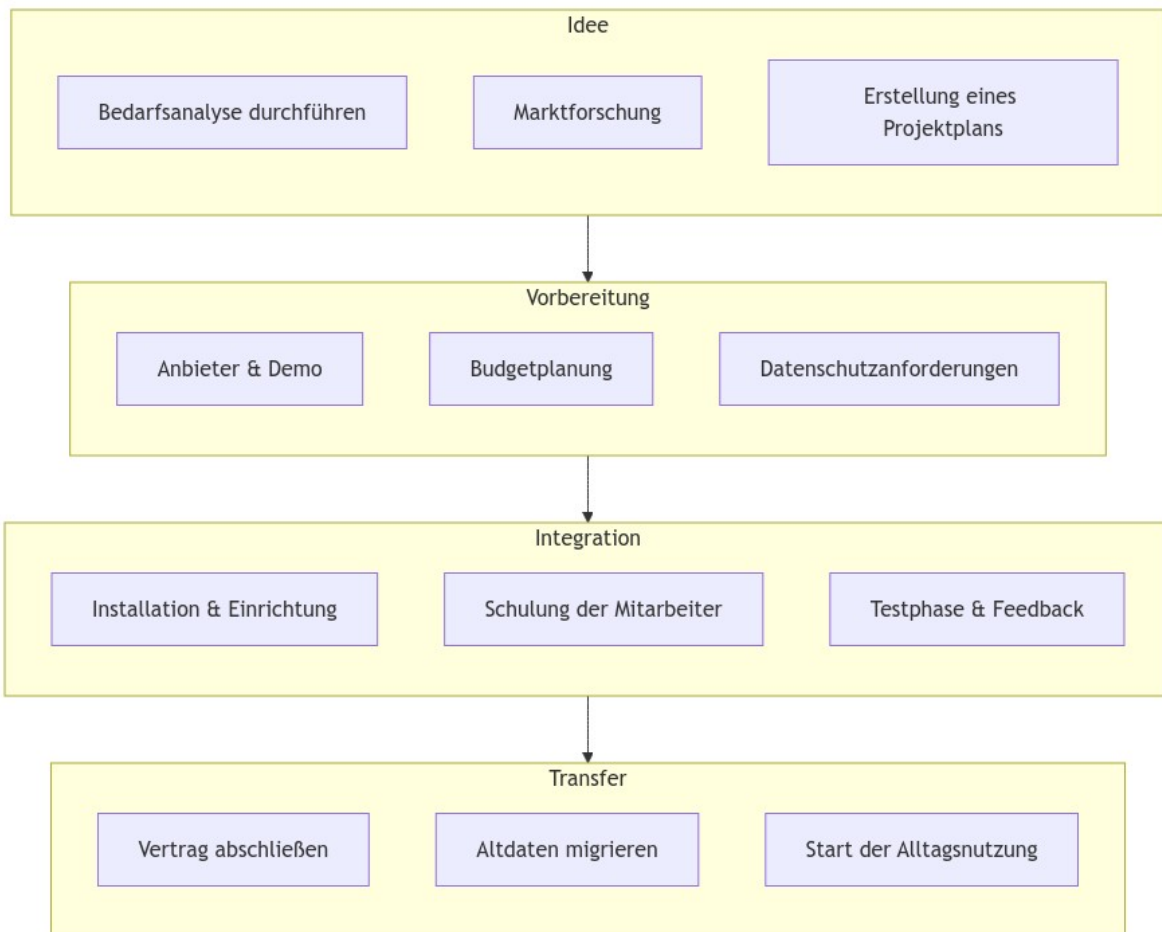 Idee
Bedarfsanalyse durchführen
Marktforschung
Erstellung eines
Projektplans
Vorbereitung
Anbieter & Demo
Budgetplanung
Datenschutzanforderungen
Integration
Installation & Einrichtung
Schulung der Mitarbeiter
Testphase & Feedback
Transfer
Vertrag abschließen
Altdaten migrieren
Start der Alltagsnutzung